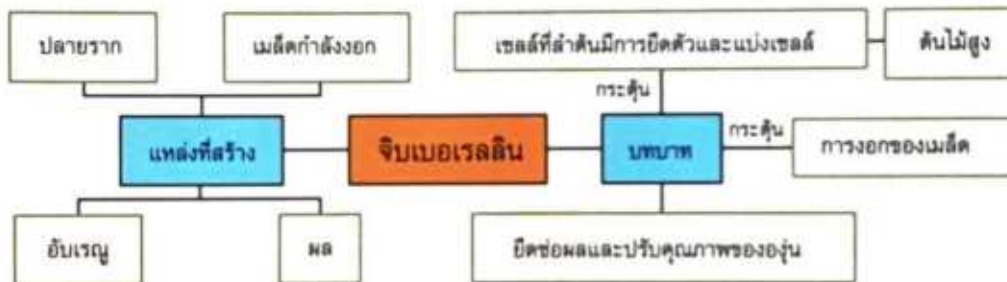 ปลายราก
เมล็ดกำลังงอก
เซลล์ที่ลำต้นมีการยืดตัวและแบ่งเซลล์
ต้นไม้สูง
กระตุ้น
แหล่งที่สร้าง
จิบเบอเรลลิน
บทบาท
กระตุ้น
การงอกของเมล็ด
อับเรณู
ผล
ยืดช่อผลและปรับคุณภาพขององุ่น